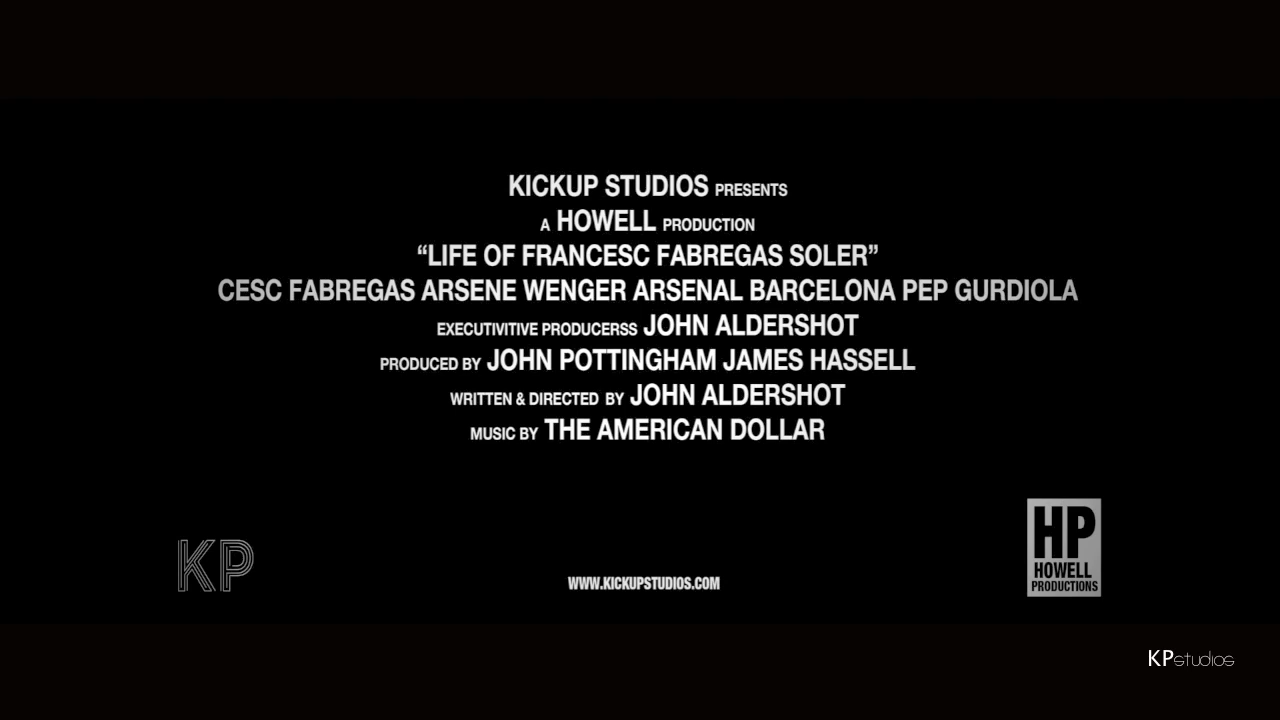 KICKUP STUDIOS PRESENTS
A HOWELL PRODUCTION
“LIFE OF FRANCESC FABREGAS SOLER”
CESC FABREGAS ARSENE WENGER ARSENAL BARCELONA PEP GURDIOLA
EXECUTIVITIVE PRODUCERSS JOHN ALDERSHOT
PRODUCED BY JOHN POTTINGHAM JAMES HASSELL
WRITTEN & DIRECTED BY JOHN ALDERSHOT
MUSIC BY THE AMERICAN DOLLAR
KP
WWW.KICKUPSTUDIOS.COM
HP
HOWELL
PRODUCTIONS
KPstudios